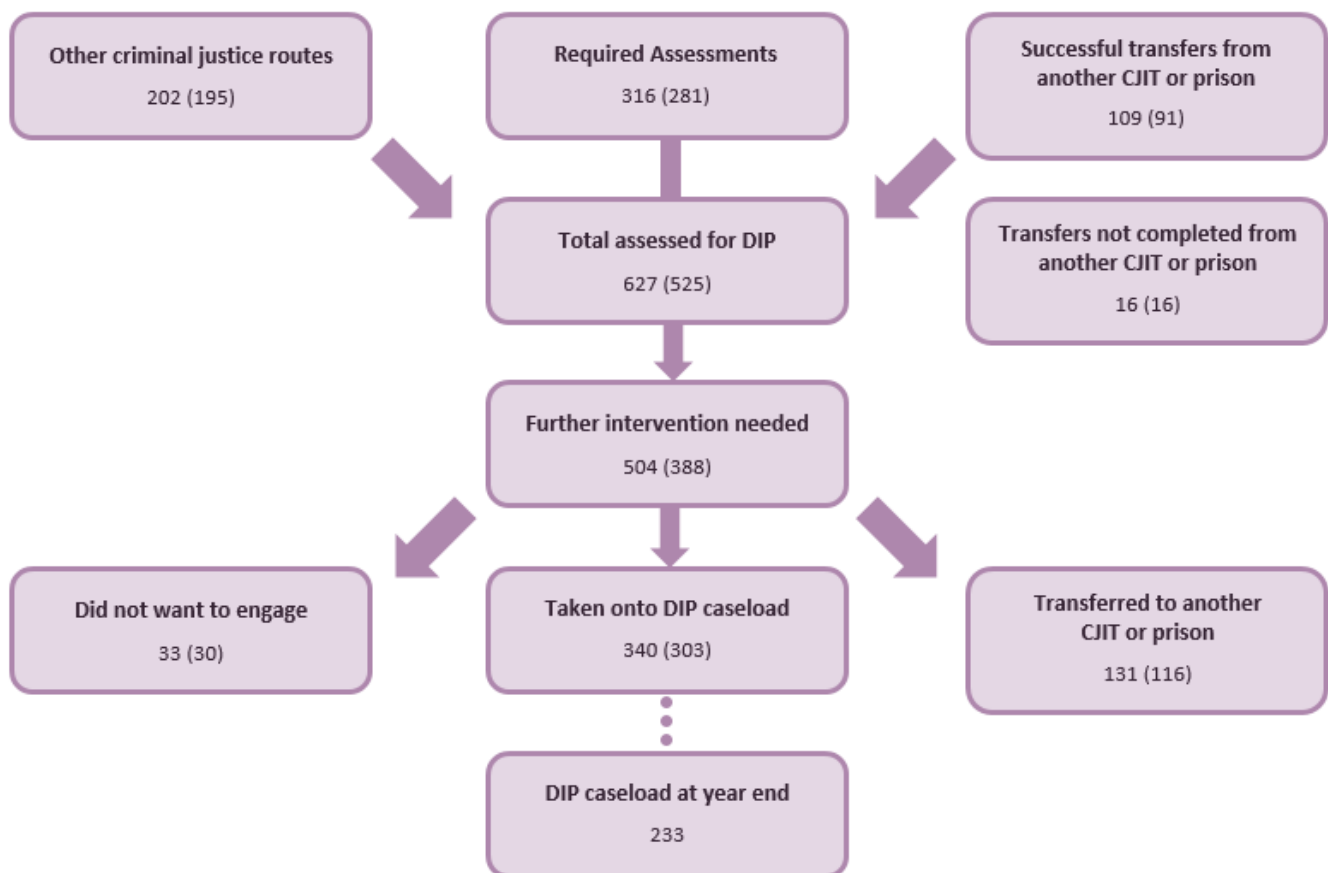 Other criminal justice routes
202 (195)
Required Assessments
316 (281)
Successful transfers from
another CJIT or prison
109 (91)
Total assessed for DIP
627 (525)
Transfers not completed from
another CJIT or prison
16 (16)
Further intervention needed
504 (388)
Did not want to engage
33 (30)
Taken onto DIP caseload
340 (303)
Transferred to another
CJIT or prison
131 (116)
DIP caseload at year end
233